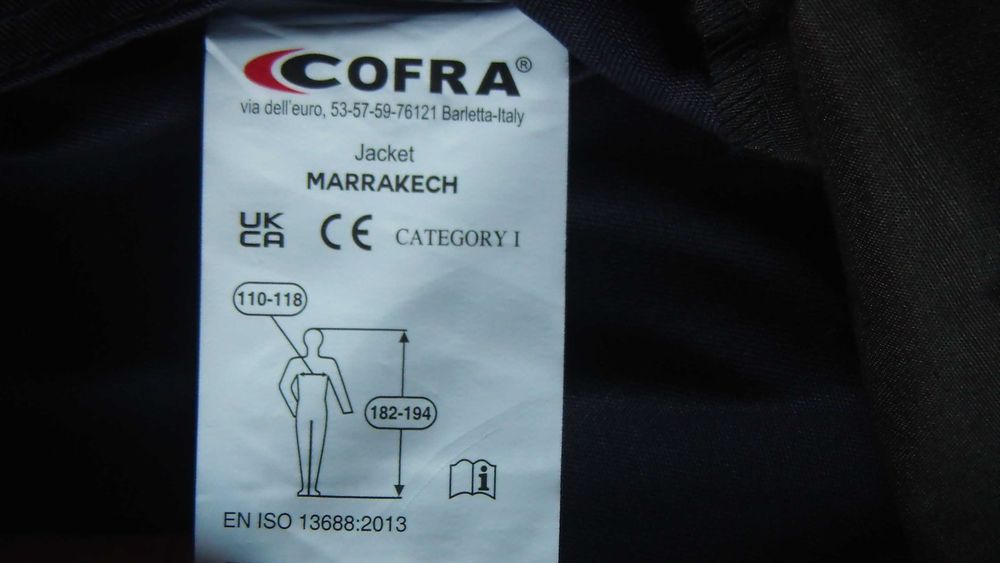 COFRA®
via dell'euro, 53-57-59-76121 Barletta-Italy
Jacket
MARRAKECH
UK
CA CE CATEGORY I
110-118
182-194
i
EN ISO 13688:2013